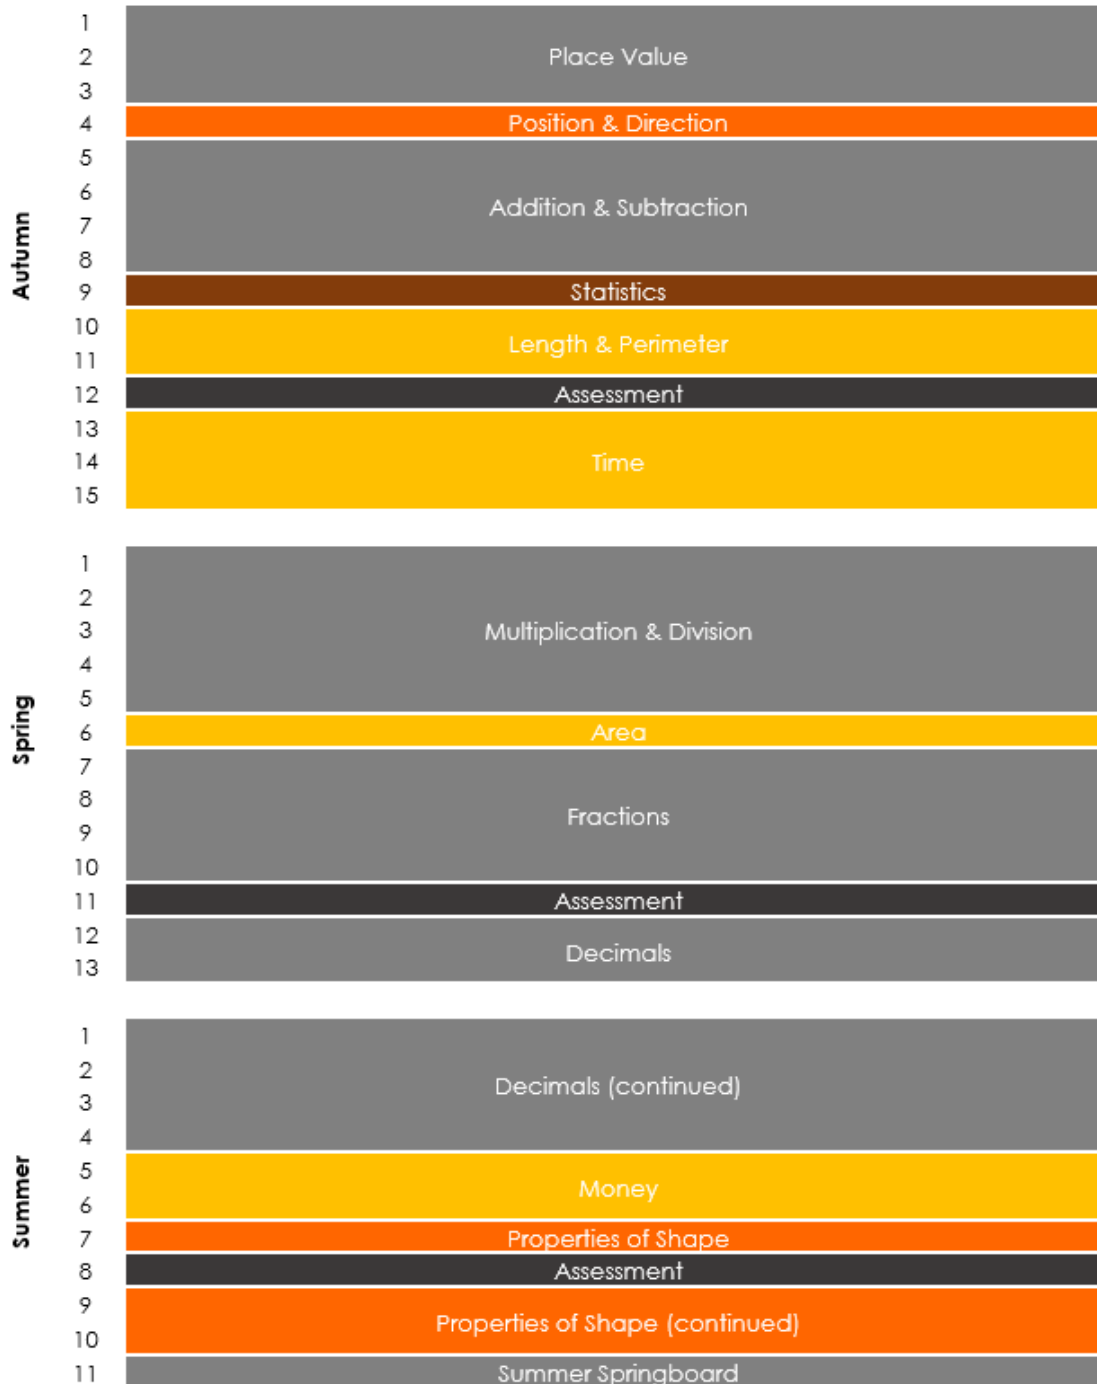 Autumn
1
2
3
Place Value
4
Position & Direction
5
6
7
8
Addition & Subtraction
9
Statistics
10
11
Length & Perimeter
12
Assessment
13
14
15
Time
Spring
1
2
3
4
5
Multiplication & Division
6
Area
7
8
9
10
Fractions
11
Assessment
12
13
Decimals
Summer
1
2
3
4
Decimals (continued)
5
6
Money
7
Properties of Shape
8
Assessment
9
10
Properties of Shape (continued)
11
Summer Springboard